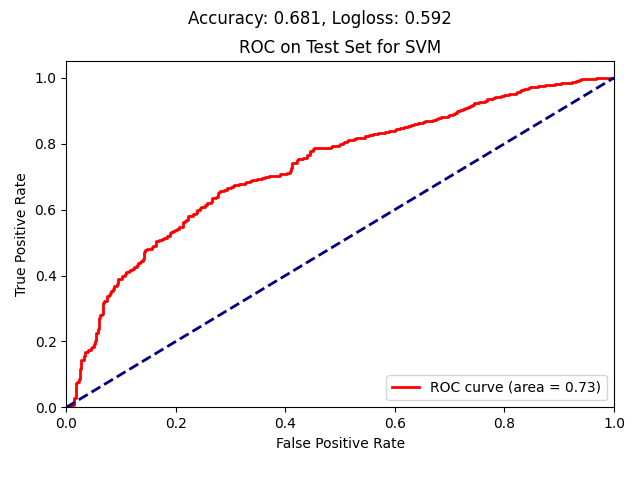 Accuracy: 0.681, Logloss: 0.592
ROC on Test Set for SVM
True Positive Rate
1.0
0.8
0.6
0.4
0.2
0.0
ROC curve (area = 0.73)
0.0 0.2 0.4 0.6 0.8 1.0
False Positive Rate